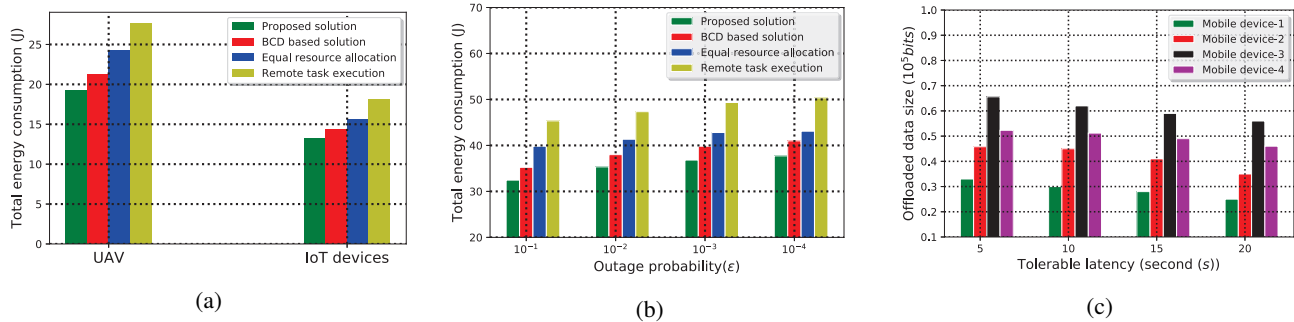 Total energy consumption (J)
25
20
15
10
5
0
Proposed solution
BCD based solution
Equal resource allocation
Remote task execution
UAV
IoT devices
(a)
Total energy consumption (J)
70
60
50
40
30
20
Proposed solution
BCD based solution
Equal resource allocation
Remote task execution
10⁻¹
10⁻²
10⁻³
10⁻⁴
Outage probability(ε)
(b)
Offloaded data size (10⁵bits)
1.0
0.9
0.8
0.7
0.6
0.5
0.4
0.3
0.2
0.1
Mobile device-1
Mobile device-2
Mobile device-3
Mobile device-4
5
10
15
20
Tolerable latency (second (s))
(c)